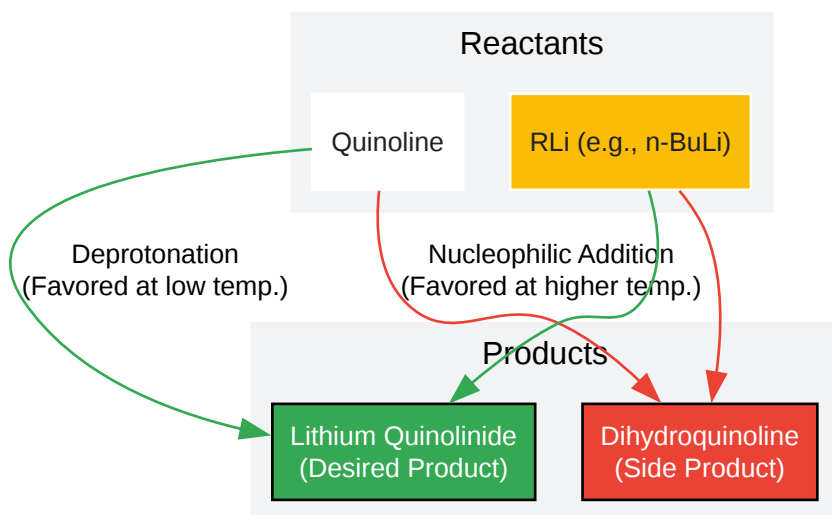 Reactants
Quinoline
RLi (e.g., n-BuLi)
Deprotonation
(Favored at low temp.)
Nucleophilic Addition
(Favored at higher temp.)
Products
Lithium Quinolinide
(Desired Product)
Dihydroquinoline
(Side Product)